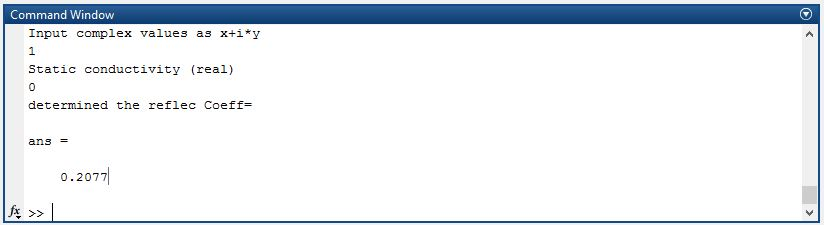 Command Window
Input complex values as x+i*y
1
Static conductivity (real)
0
determined the reflec Coeff=
ans =
0.2077
fx >>